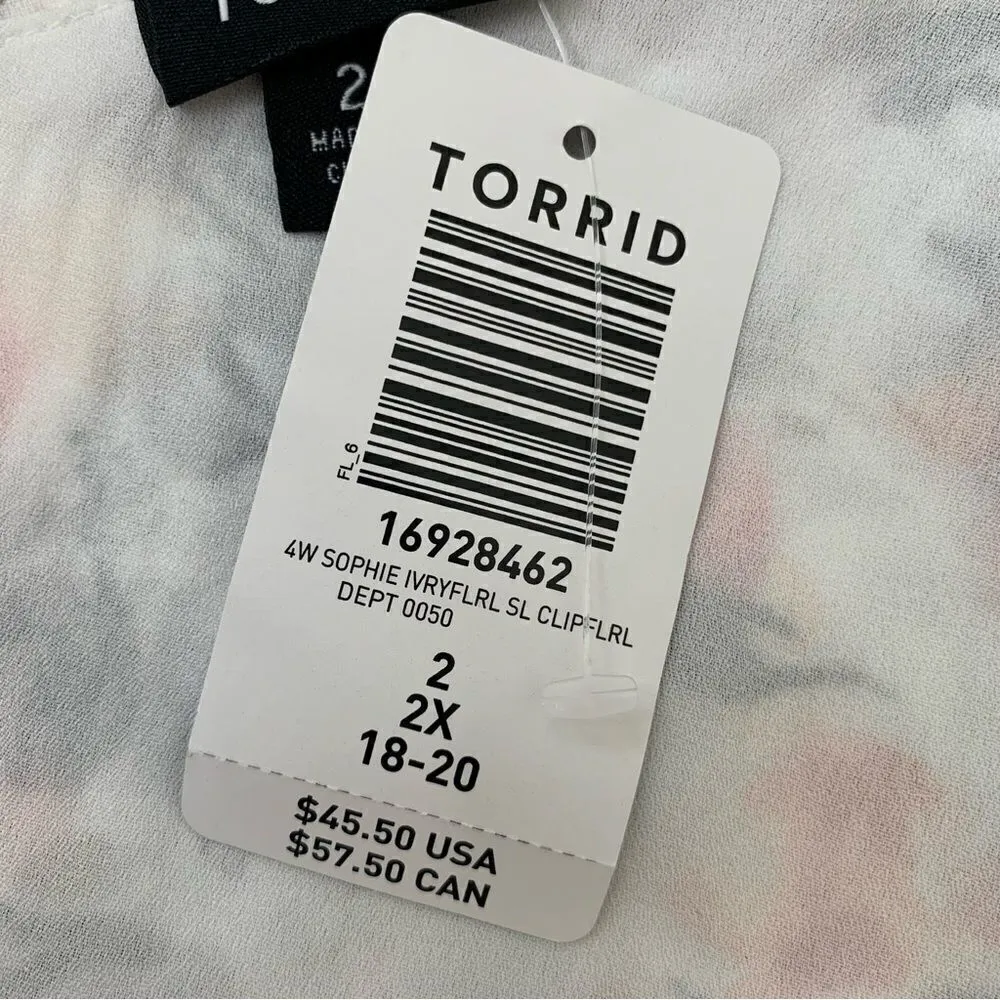 2
TORRID
FL_6
16928462
4W SOPHIE IVRYFLRL SL CLIPFLRL
DEPT 0050
2
2X
18-20
$45.50 USA
$57.50 CAN